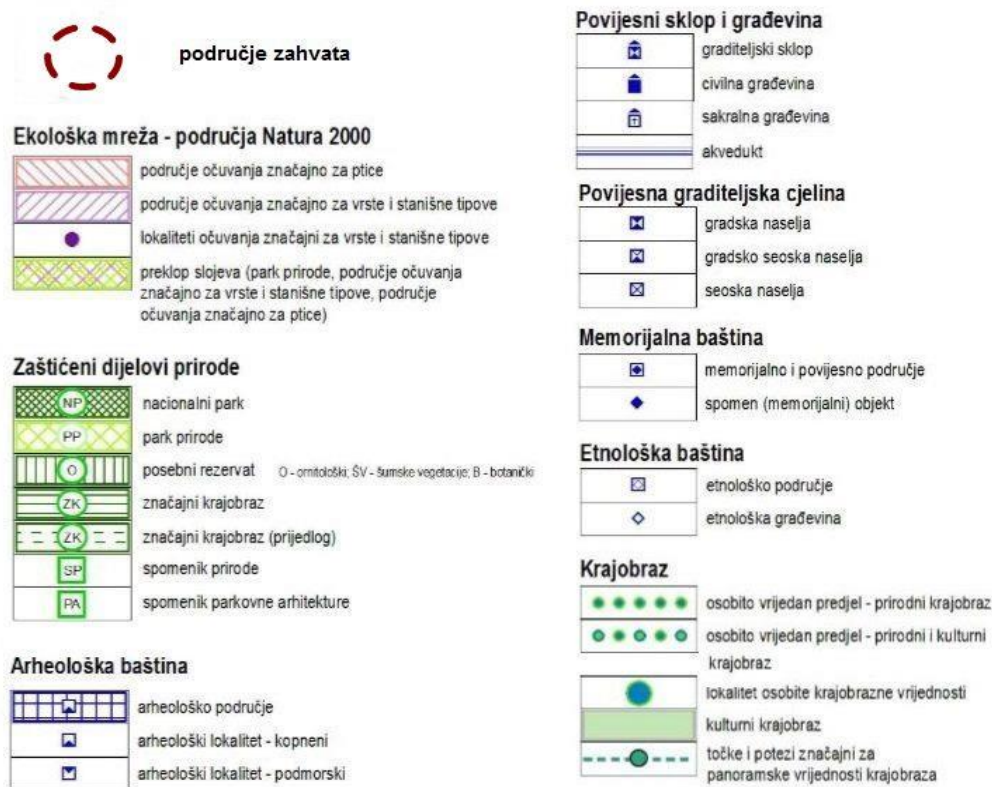 područje zahvata
Ekološka mreža - područja Natura 2000
područje očuvanja značajno za ptice
područje očuvanja značajno za vrste i stanišne tipove
lokaliteti očuvanja značajni za vrste i stanišne tipove
preklop slojeva (park prirode, područje očuvanja
značajno za vrste i stanišne tipove, područje
očuvanja značajno za ptice)
Zaštićeni dijelovi prirode
NP nacionalni park
PP park prirode
O posebni rezervat O - ornitološki; ŠV - šumske vegetacije; B - botanički
ZK značajni krajobraz
ZK značajni krajobraz (prijedlog)
SP spomenik prirode
PA spomenik parkovne arhitekture
Arheološka baština
arheološko područje
arheološki lokalitet - kopneni
arheološki lokalitet - podmorski
Povijesni sklop i građevina
graditeljski sklop
civilna građevina
sakralna građevina
akvedukt
Povijesna graditeljska cjelina
gradska naselja
gradsko seoska naselja
seoska naselja
Memorijalna baština
memorijalno i povijesno područje
spomen (memorijalni) objekt
Etnološka baština
etnološko područje
etnološka građevina
Krajobraz
osobito vrijedan predjel - prirodni krajobraz
osobito vrijedan predjel - prirodni i kulturni
krajobraz
lokalitet osobite krajobrazne vrijednosti
kulturni krajobraz
točke i potezi značajni za
panoramske vrijednosti krajobraza